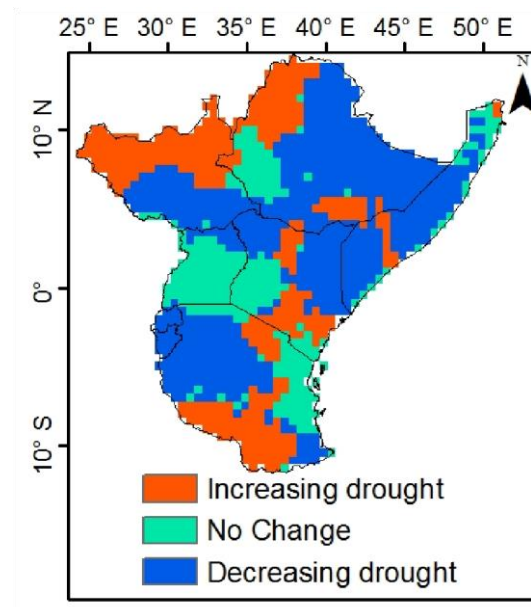 25° E 30° E 35° E 40° E 45° E 50° E
N
10° N
0°
10° S
Increasing drought
No Change
Decreasing drought